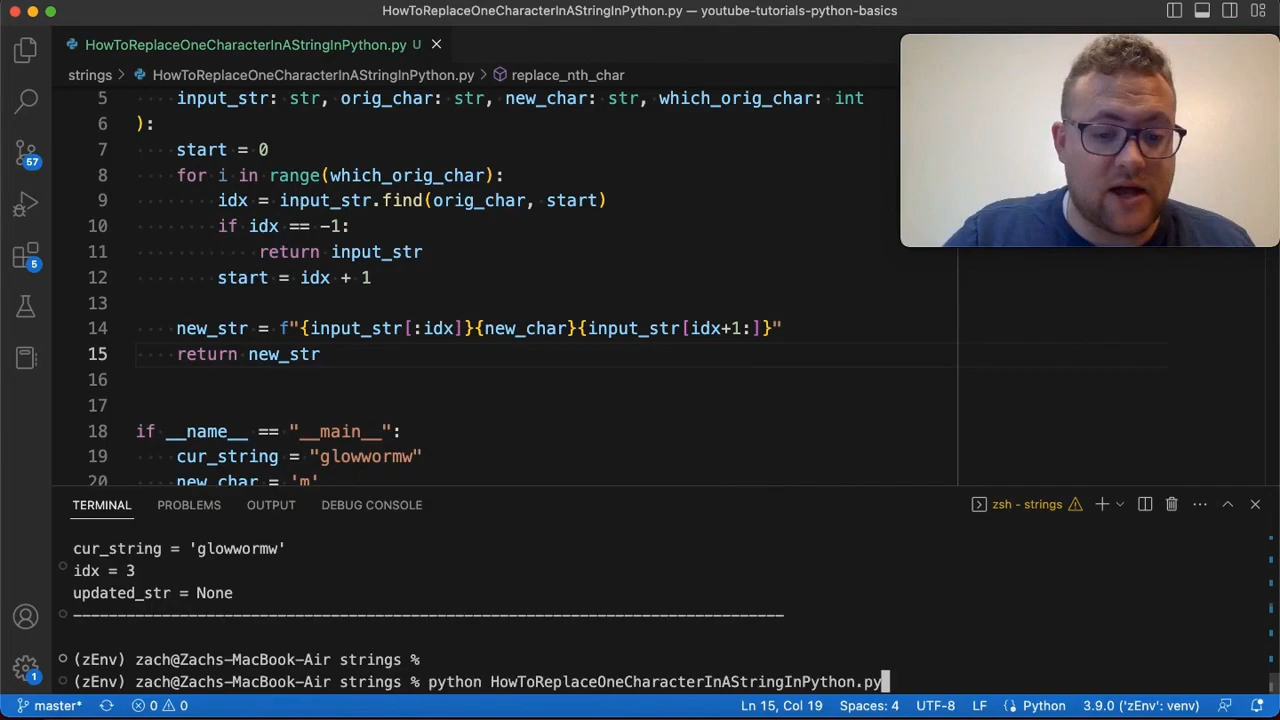 HowToReplaceOneCharacterInAStringInPython.py — youtube-tutorials-python-basics
HowToReplaceOneCharacterInAStringInPython.py U
strings > HowToReplaceOneCharacterInAStringInPython.py > replace_nth_char
5 input_str: str, orig_char: str, new_char: str, which_orig_char: int
6 ):
7 start = 0
8 for i in range(which_orig_char):
9 idx = input_str.find(orig_char, start)
10 if idx == -1:
11 return input_str
12 start = idx + 1
13
14 new_str = f"{input_str[:idx]}{new_char}{input_str[idx+1:]}"
15 return new_str
16
17
18 if __name__ == "__main__":
19 cur_string = "glowwormw"
20 new_char = 'm'
57
5
1
TERMINAL PROBLEMS OUTPUT DEBUG CONSOLE zsh - strings
cur_string = 'glowwormw'
idx = 3
updated_str = None
----------------------------------------------------------------------
(zEnv) zach@Zachs-MacBook-Air strings %
(zEnv) zach@Zachs-MacBook-Air strings % python HowToReplaceOneCharacterInAStringInPython.py
master* 0 0 Ln 15, Col 19 Spaces: 4 UTF-8 LF Python 3.9.0 ('zEnv': venv)